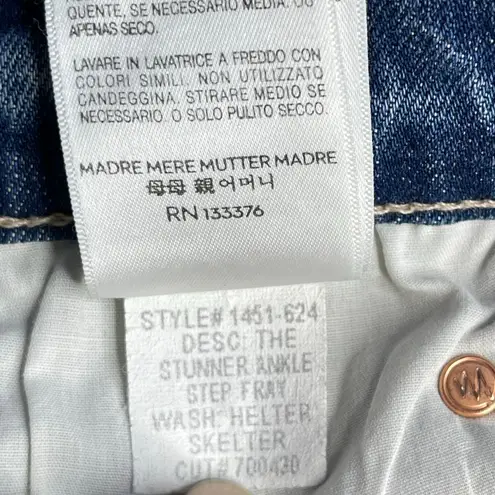 QUENTE, SE NECESSÁRIO MEDIA. OU
APENAS SECO.
LAVARE IN LAVATRICE A FREDDO CON
COLORI SIMILI. NON UTILIZZATO
CANDEGGINA. STIRARE MEDIO SE
NECESSARIO. O SOLO PULITO SECCO.
MADRE MERE MUTTER MADRE
母母 親 어머니
RN 133376
STYLE# 1451-624
DESC: THE
STUNNER ANKLE
STEP FRAY
WASH: HELTER
SKELTER
CUT# 700430